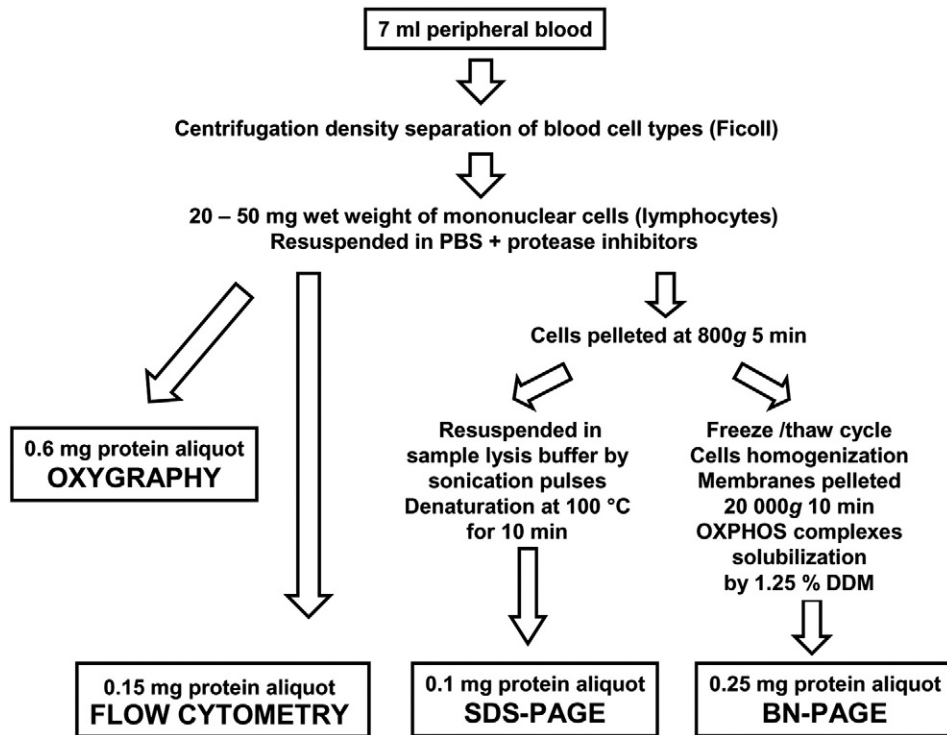 7 ml peripheral blood
Centrifugation density separation of blood cell types (Ficoll)
20 – 50 mg wet weight of mononuclear cells (lymphocytes)
Resuspended in PBS + protease inhibitors
Cells pelleted at 800g 5 min
0.6 mg protein aliquot
OXYGRAPHY
Resuspended in
sample lysis buffer by
sonication pulses
Denaturation at 100 °C
for 10 min
Freeze /thaw cycle
Cells homogenization
Membranes pelleted
20 000g 10 min
OXPHOS complexes
solubilization
by 1.25 % DDM
0.15 mg protein aliquot
FLOW CYTOMETRY
0.1 mg protein aliquot
SDS-PAGE
0.25 mg protein aliquot
BN-PAGE